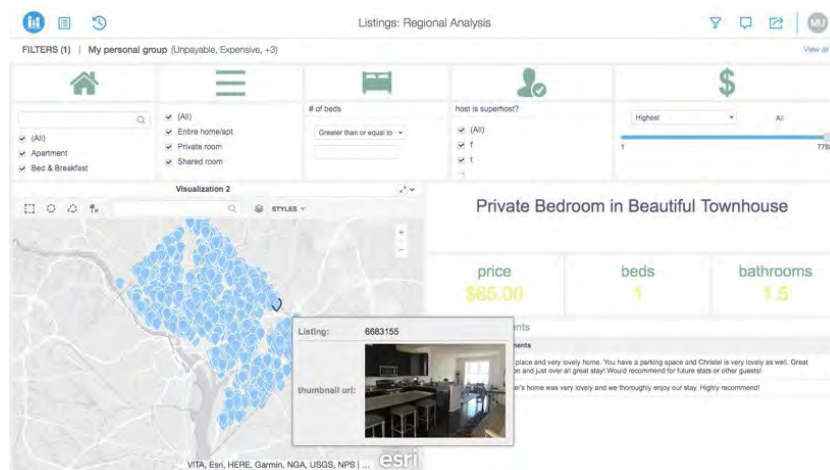 Listings: Regional Analysis
MU
FILTERS (1) | My personal group (Unpayable, Expensive, +3)
View all
(All)
Apartment
Bed & Breakfast
(All)
Entire home/apt
Private room
Shared room
# of beds
Greater than or equal to
host is superhost?
(All)
f
t
$
Highest
All
1
Visualization 2
STYLES
Private Bedroom in Beautiful Townhouse
price
beds
bathrooms
$65.00
1
1.5
Listing: 6683155
thumbnail url:
place and very lovely home. You have a parking space and Christel is very lovely as well. Great
and just over all great stay! Would recommend for future stats or other guests!
home was very lovely and we thoroughly enjoy our stay. Highly recommend!
VITA, Esri, HERE, Garmin, NGA, USGS, NPS | ...
esri